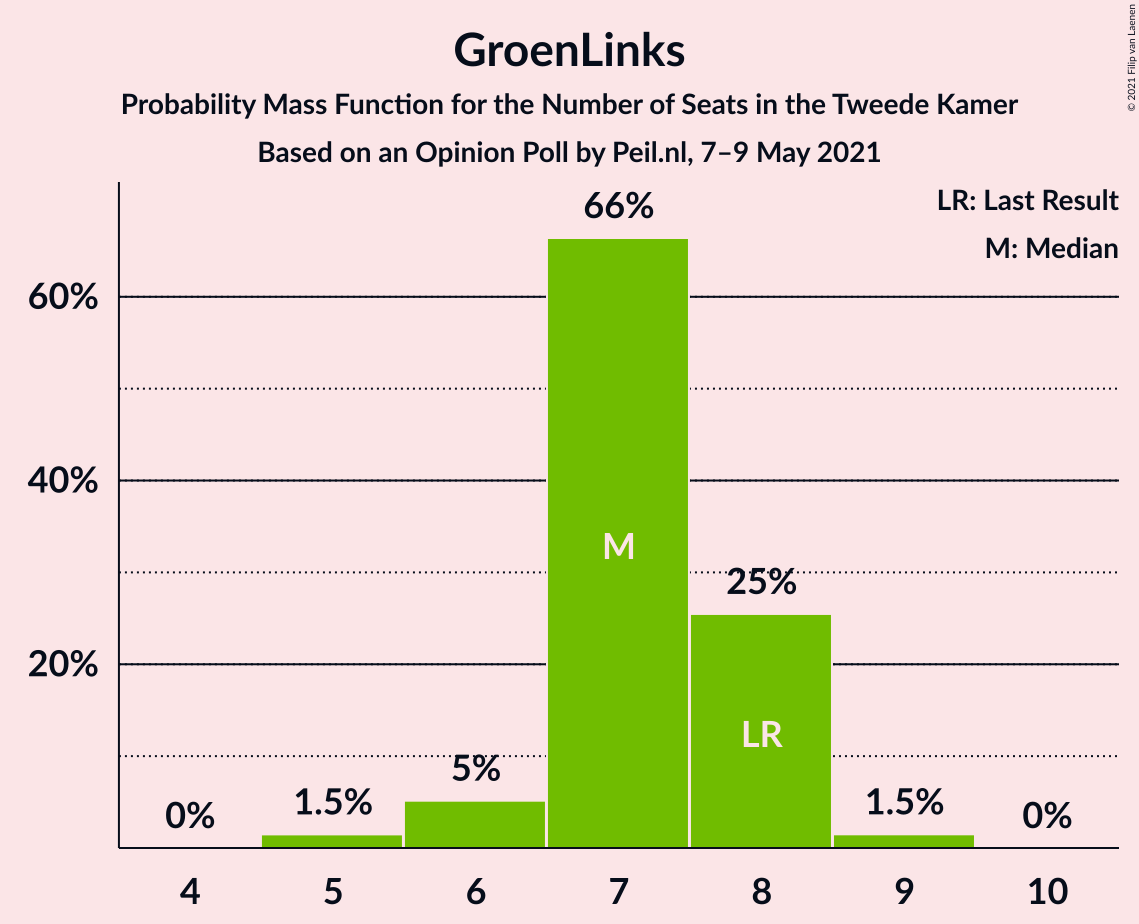 GroenLinks
Probability Mass Function for the Number of Seats in the Tweede Kamer
Based on an Opinion Poll by Peil.nl, 7–9 May 2021
© 2021 Filip van Laenen
LR: Last Result
M: Median
66%
60%
40%
M
25%
20%
LR
5%
1.5%
1.5%
0%
0%
4 5 6 7 8 9 10